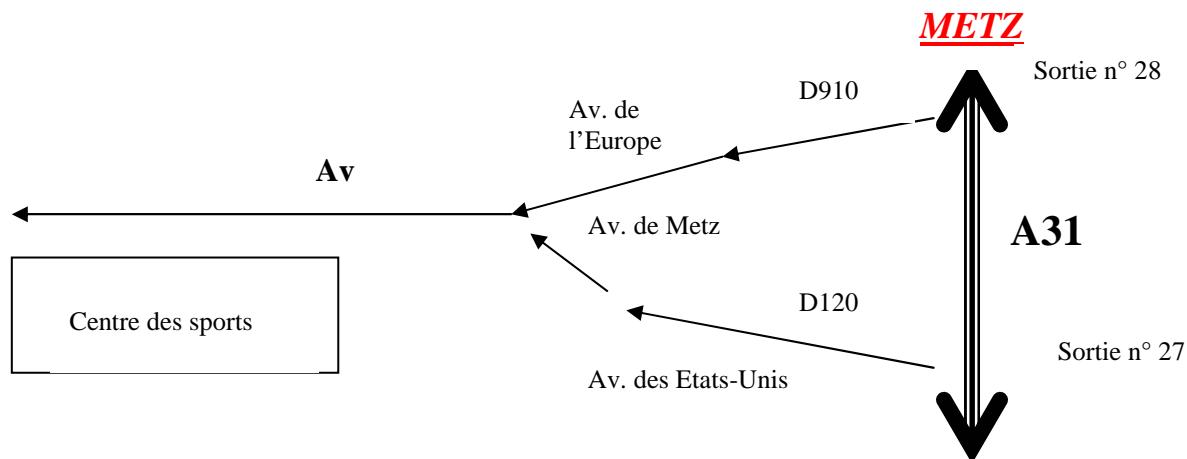 METZ
Sortie n° 28
D910
Av. de
l’Europe
Av
Av. de Metz
A31
D120
Centre des sports
Sortie n° 27
Av. des Etats-Unis